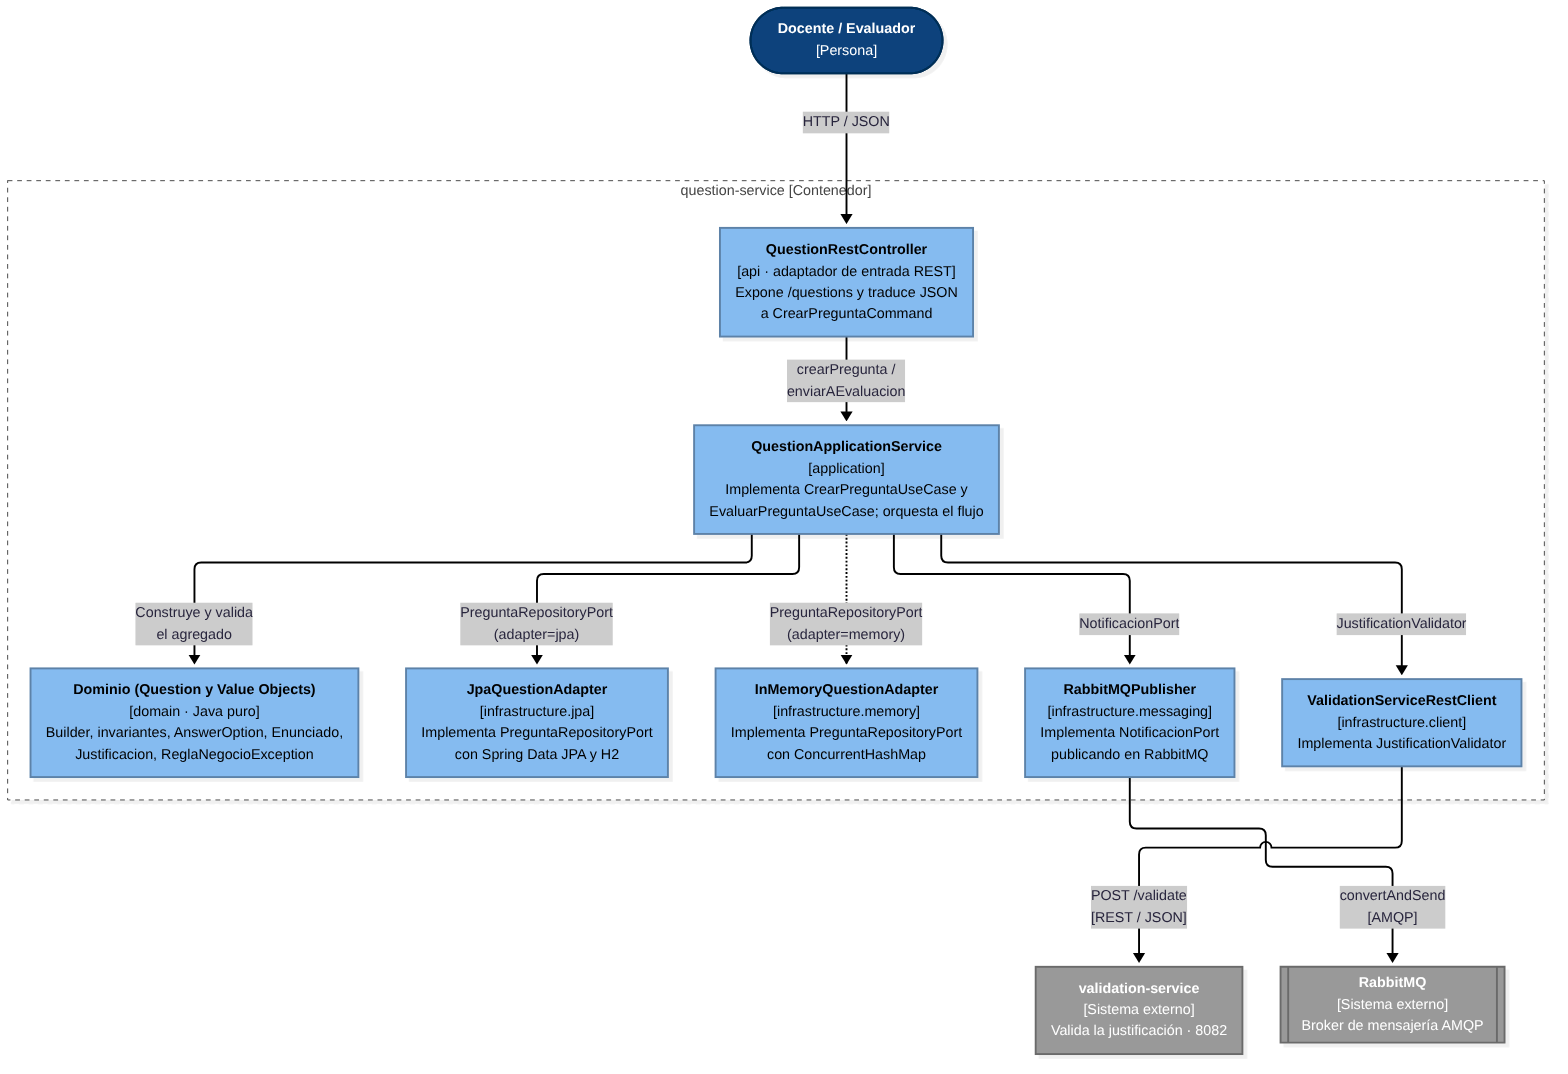 Docente / Evaluador
[Persona]
HTTP / JSON
question-service [Contenedor]
QuestionRestController
[api · adaptador de entrada REST]
Expone /questions y traduce JSON
a CrearPreguntaCommand
crearPregunta /
enviarAEvaluacion
QuestionApplicationService
[application]
Implementa CrearPreguntaUseCase y
EvaluarPreguntaUseCase; orquesta el flujo
Construye y valida
el agregado
PreguntaRepositoryPort
(adapter=jpa)
PreguntaRepositoryPort
(adapter=memory)
NotificacionPort
JustificationValidator
Dominio (Question y Value Objects)
[domain · Java puro]
Builder, invariantes, AnswerOption, Enunciado,
Justificacion, ReglaNegocioException
JpaQuestionAdapter
[infrastructure.jpa]
Implementa PreguntaRepositoryPort
con Spring Data JPA y H2
InMemoryQuestionAdapter
[infrastructure.memory]
Implementa PreguntaRepositoryPort
con ConcurrentHashMap
RabbitMQPublisher
[infrastructure.messaging]
Implementa NotificacionPort
publicando en RabbitMQ
ValidationServiceRestClient
[infrastructure.client]
Implementa JustificationValidator
POST /validate
[REST / JSON]
convertAndSend
[AMQP]
validation-service
[Sistema externo]
Valida la justificación · 8082
RabbitMQ
[Sistema externo]
Broker de mensajería AMQP